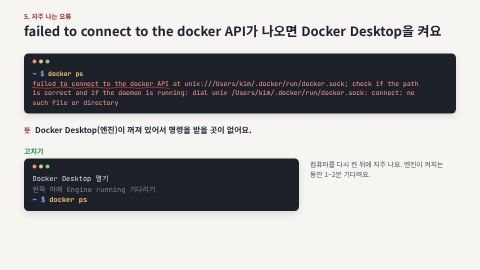 5. 자주 나는 오류
failed to connect to the docker API가 나오면 Docker Desktop을 켜요
~ $ docker ps
failed to connect to the docker API at unix:///Users/kim/.docker/run/docker.sock; check if the path
is correct and if the daemon is running: dial unix /Users/kim/.docker/run/docker.sock: connect: no
such file or directory
뜻 Docker Desktop(엔진)이 꺼져 있어서 명령을 받을 곳이 없어요.
고치기
Docker Desktop 열기
왼쪽 아래 Engine running 기다리기
~ $ docker ps
컴퓨터를 다시 켠 뒤에 자주 나요. 엔진이 켜지는
동안 1~2분 기다려요.